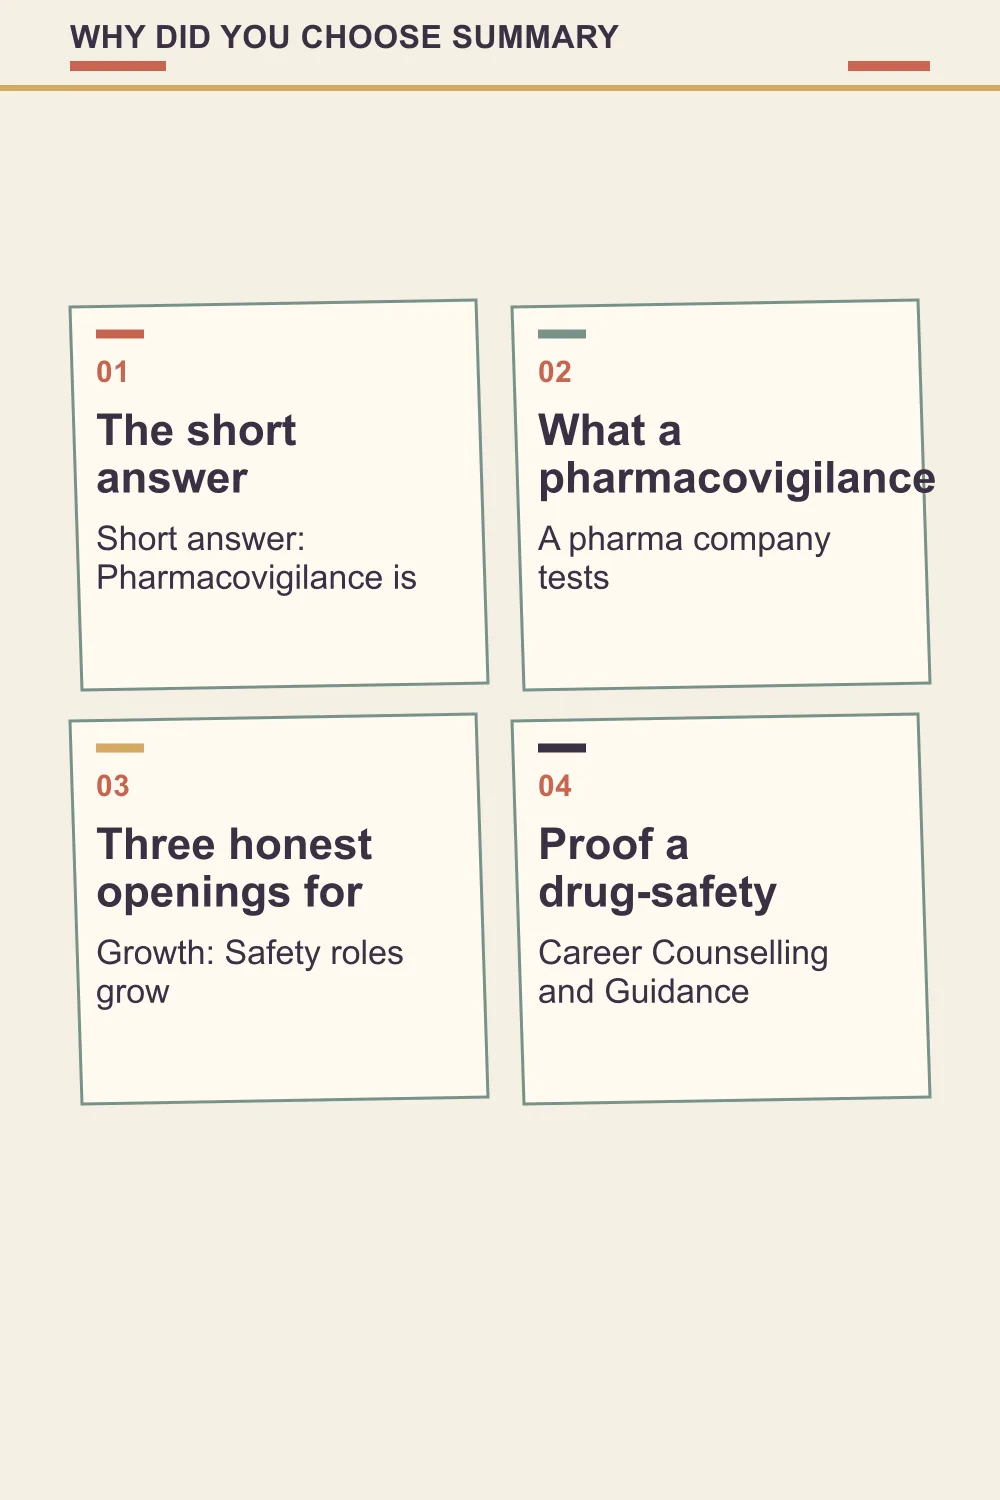 WHY DID YOU CHOOSE SUMMARY
01
The short
answer
Short answer:
Pharmacovigilance is
02
What a
pharmacovigilance
A pharma company
tests
03
Three honest
openings for
Growth: Safety roles
grow
04
Proof a
drug-safety
Career Counselling
and Guidance